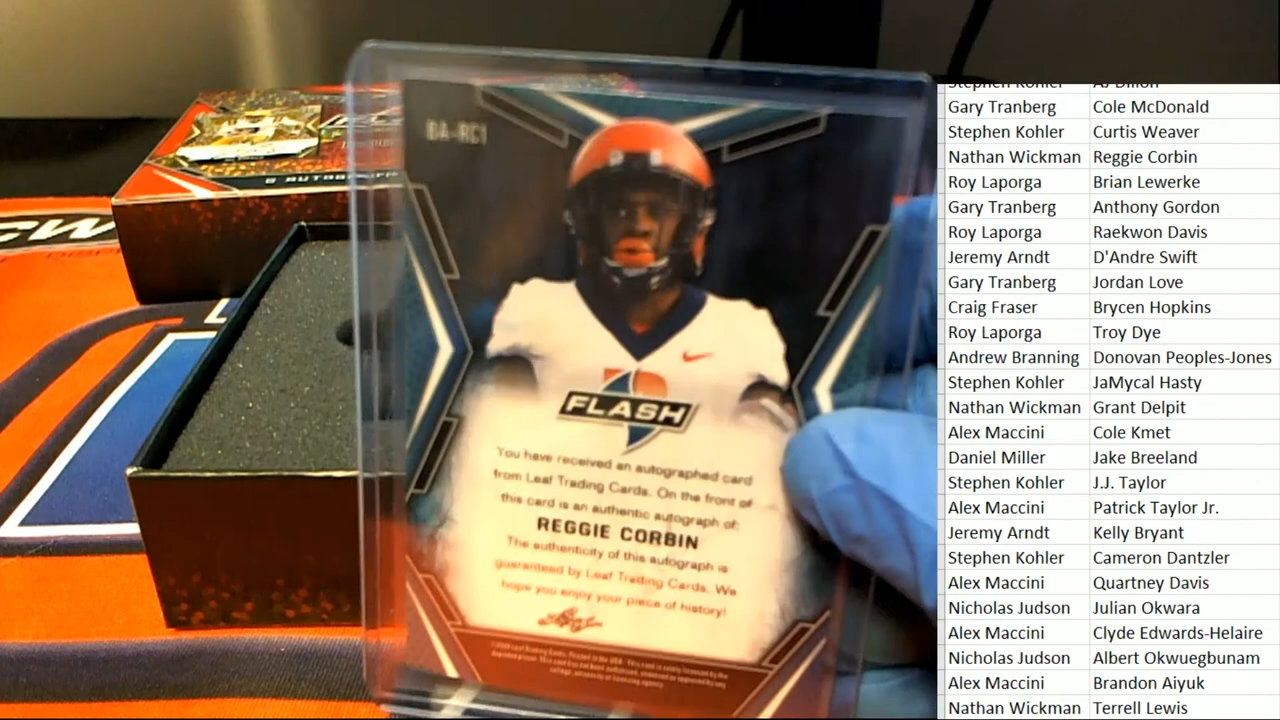 BA-RC1
FLASH
You have received an autographed card
from Leaf Trading Cards. On the front of
this card is an authentic autograph of:
REGGIE CORBIN
The authenticity of this autograph is
guaranteed by Leaf Trading Cards. We
hope you enjoy your piece of history!
Leaf
CW
Stephen Kohler AJ Dillon
Gary Tranberg Cole McDonald
Stephen Kohler Curtis Weaver
Nathan Wickman Reggie Corbin
Roy Laporga Brian Lewerke
Gary Tranberg Anthony Gordon
Roy Laporga Raekwon Davis
Jeremy Arndt D'Andre Swift
Gary Tranberg Jordan Love
Craig Fraser Brycen Hopkins
Roy Laporga Troy Dye
Andrew Branning Donovan Peoples-Jones
Stephen Kohler JaMycal Hasty
Nathan Wickman Grant Delpit
Alex Maccini Cole Kmet
Daniel Miller Jake Breeland
Stephen Kohler J.J. Taylor
Alex Maccini Patrick Taylor Jr.
Jeremy Arndt Kelly Bryant
Stephen Kohler Cameron Dantzler
Alex Maccini Quartney Davis
Nicholas Judson Julian Okwara
Alex Maccini Clyde Edwards-Helaire
Nicholas Judson Albert Okwuegbunam
Alex Maccini Brandon Aiyuk
Nathan Wickman Terrell Lewis